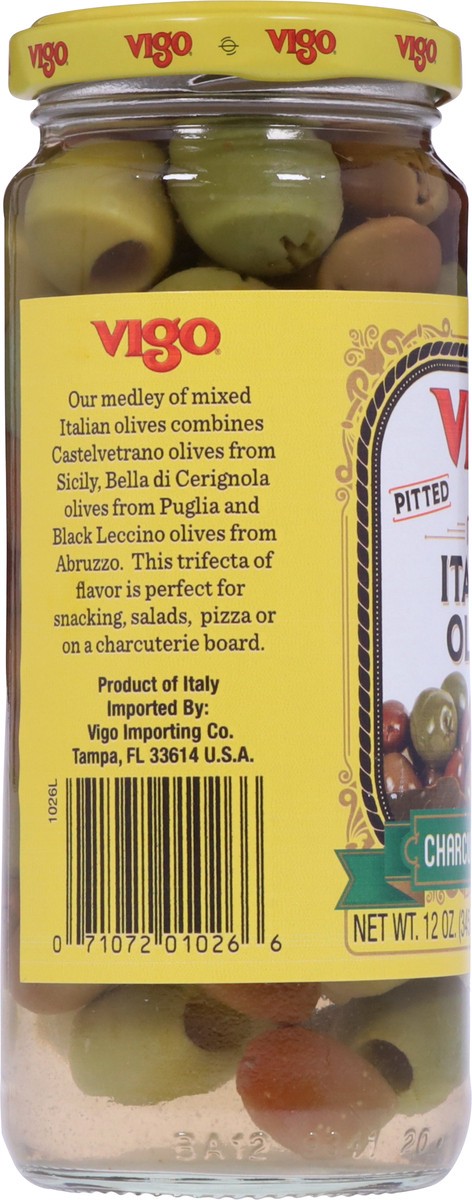 vigo vigo vigo vigo
vigo
Our medley of mixed
Italian olives combines
Castelvetrano olives from
Sicily, Bella di Cerignola
olives from Puglia and
Black Leccino olives from
Abruzzo. This trifecta of
flavor is perfect for
snacking, salads, pizza or
on a charcuterie board.
Product of Italy
Imported By:
Vigo Importing Co.
Tampa, FL 33614 U.S.A.
1026L
0 71072 01026 6
PITTED
NET WT. 12 OZ.